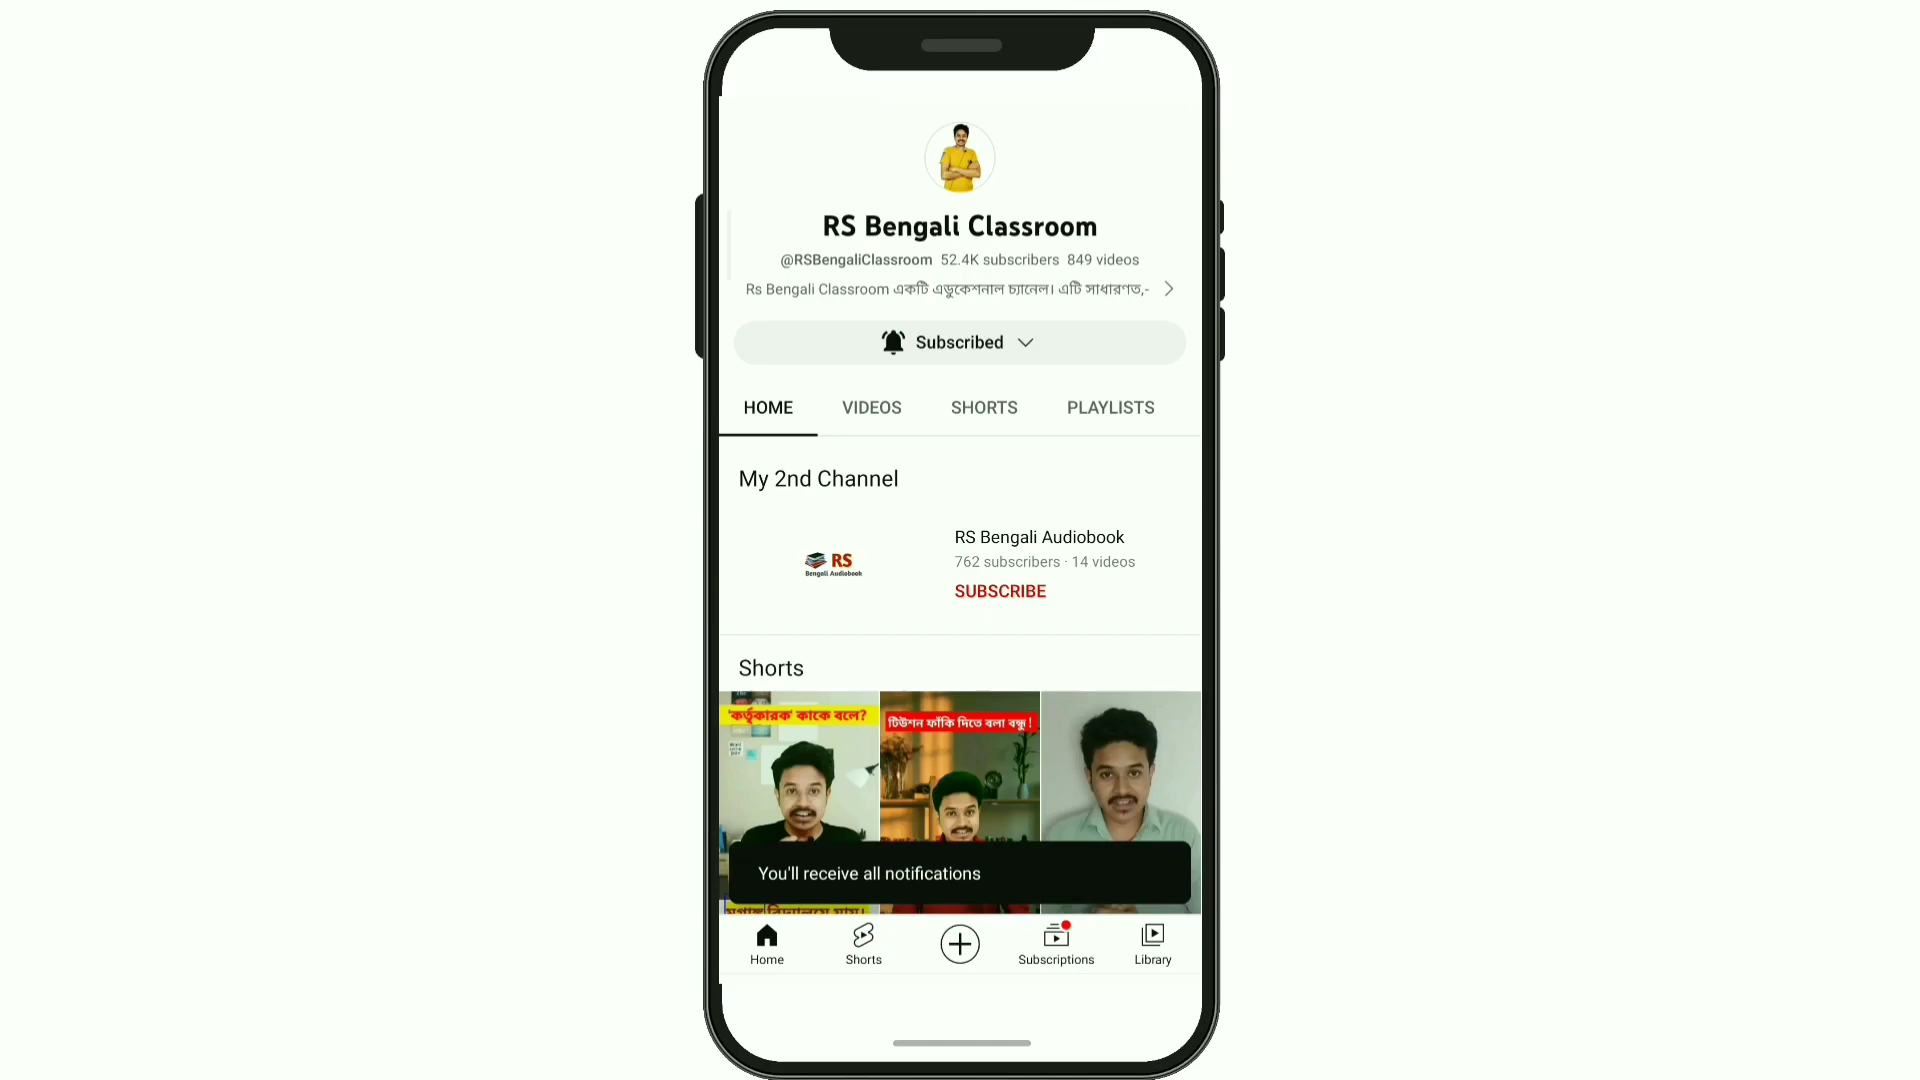 RS Bengali Classroom
@RSBengaliClassroom 52.4K subscribers 849 videos
Rs Bengali Classroom একটি এডুকেশনাল চ্যানেল। এটি সাধারণত,-
Subscribed
HOME VIDEOS SHORTS PLAYLISTS
My 2nd Channel
RS Bengali Audiobook
762 subscribers · 14 videos
SUBSCRIBE
RS
Bengali Audiobook
Shorts
'কর্তৃকারক' কাকে বলে?
টিউশন ফাঁকি দিতে বলা বন্ধু !
You'll receive all notifications
Home Shorts Subscriptions Library